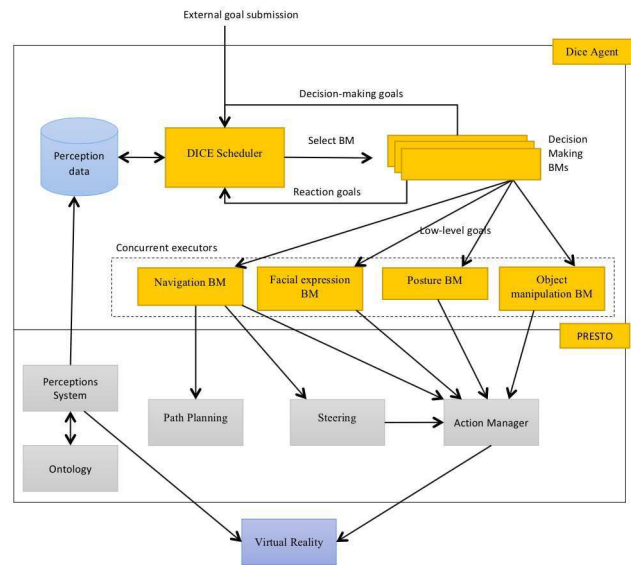 External goal submission
Dice Agent
Decision-making goals
Perception
data
DICE Scheduler
Select BM
Decision
Making
BMs
Reaction goals
Low-level goals
Concurrent executors
Navigation BM
Facial expression
BM
Posture BM
Object
manipulation BM
PRESTO
Perceptions
System
Path Planning
Steering
Action Manager
Ontology
Virtual Reality